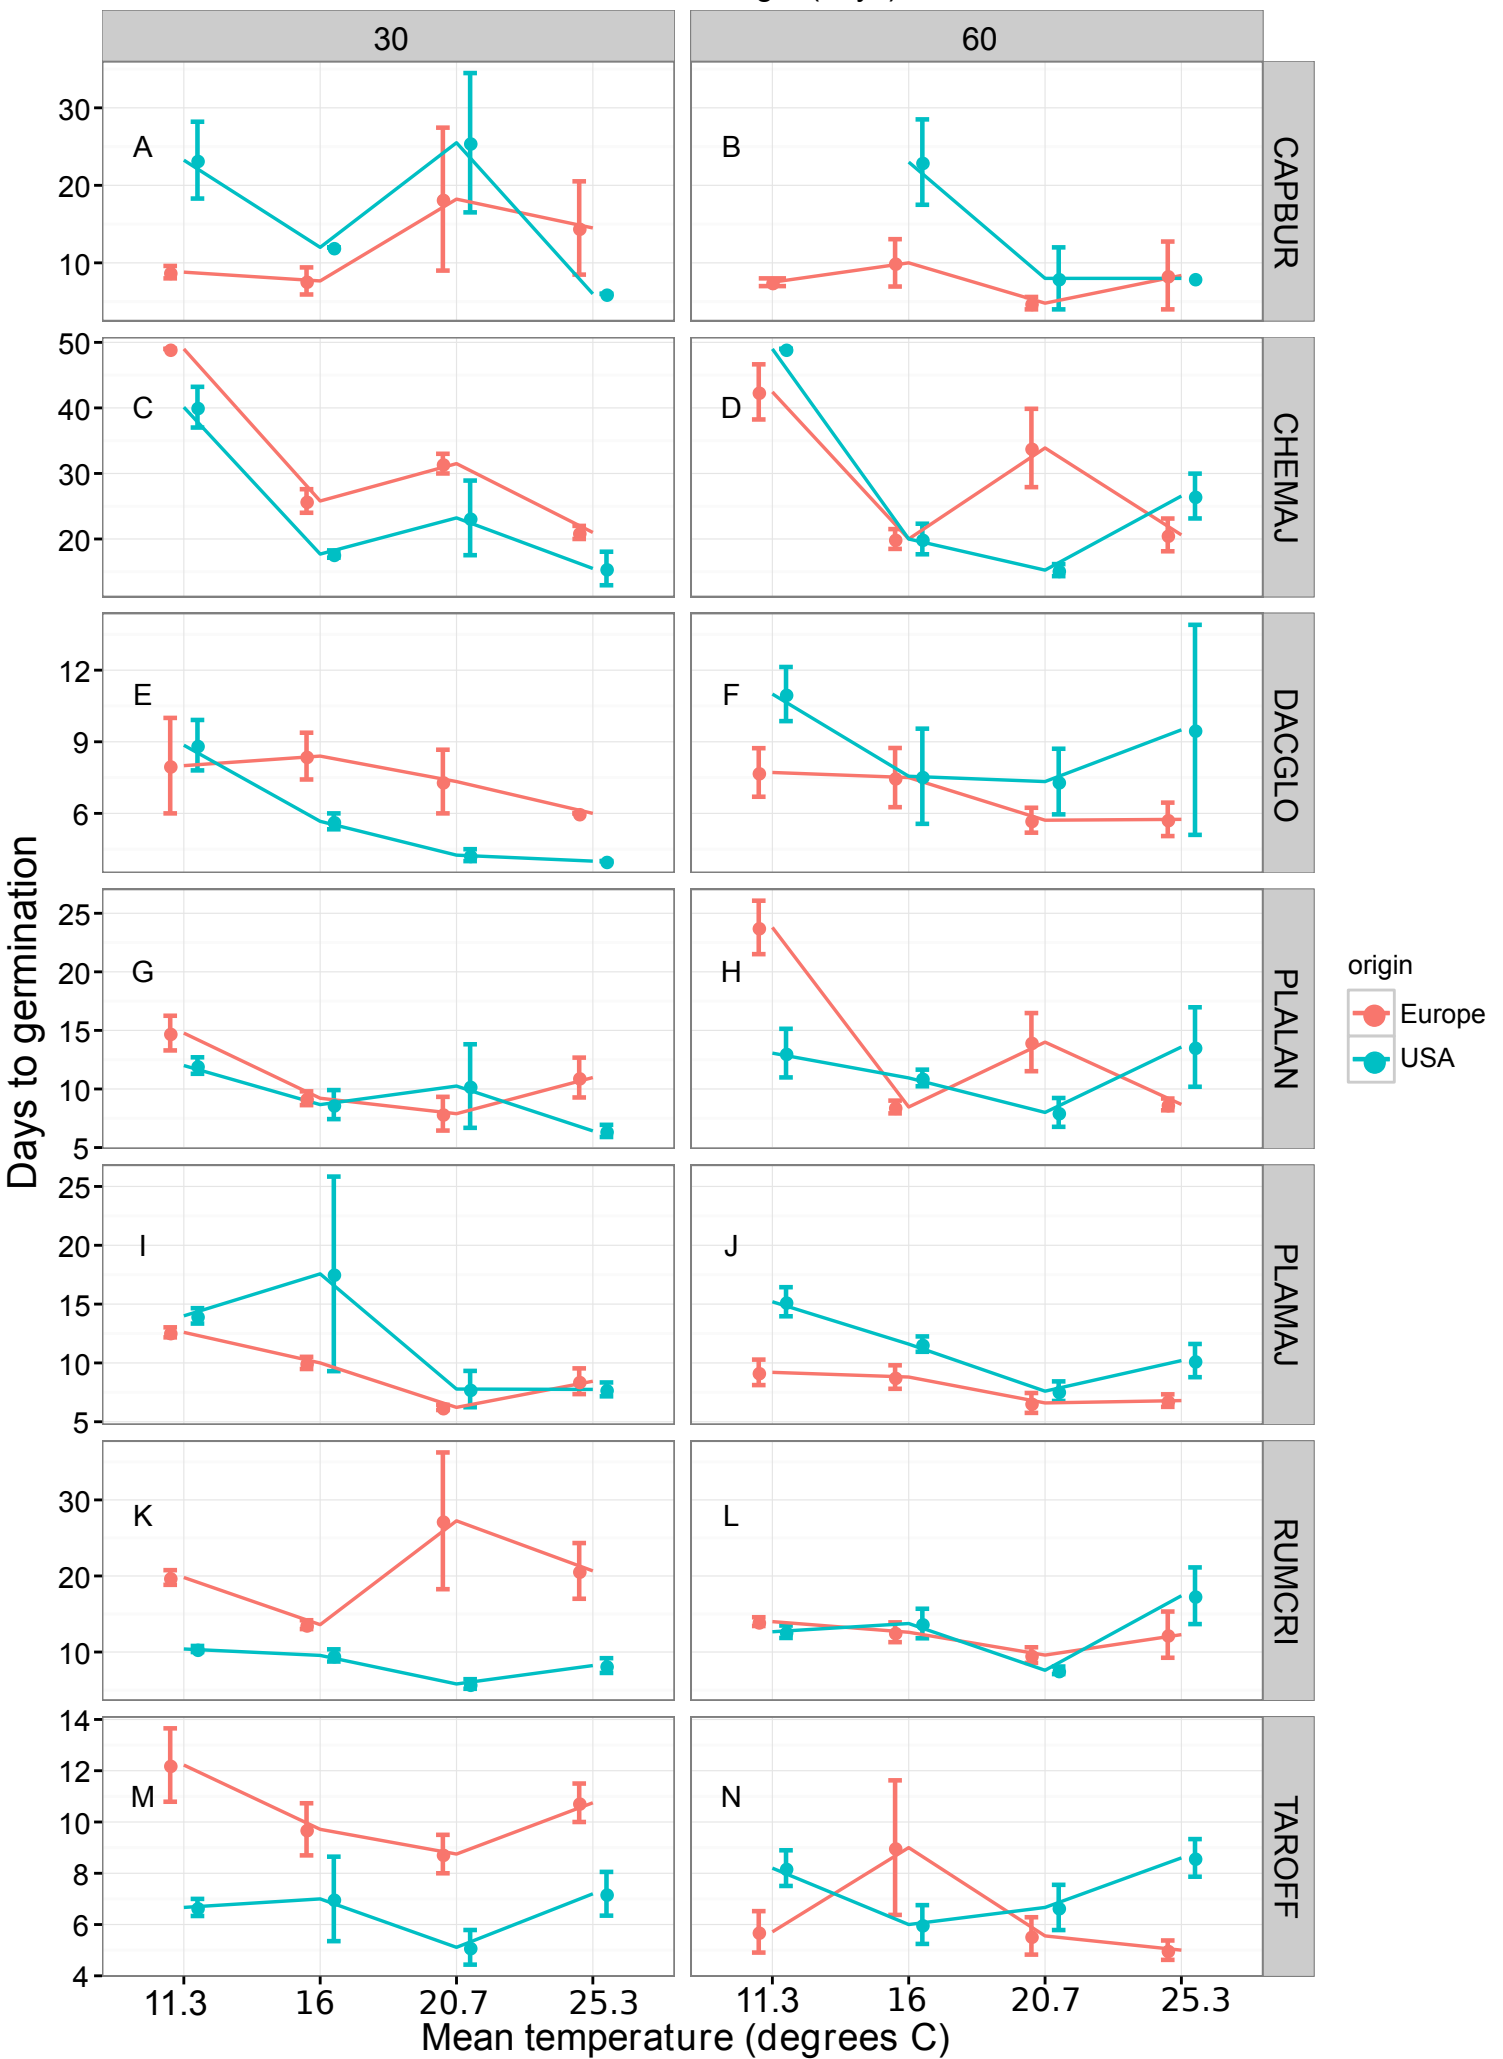 30
60
30
20
10
A
B
CAPBUR
50
40
30
20
C
D
CHEMAJ
12
9
6
E
F
DACGLO
25
20
15
10
5
G
H
PLALAN
25
20
15
10
5
I
J
PLAMAJ
30
20
10
K
L
RUMCRI
14
12
10
8
6
4
M
N
TAROFF
11.3
16
20.7
25.3
11.3
16
20.7
25.3
Days to germination
Mean temperature (degrees C)
origin
Europe
USA